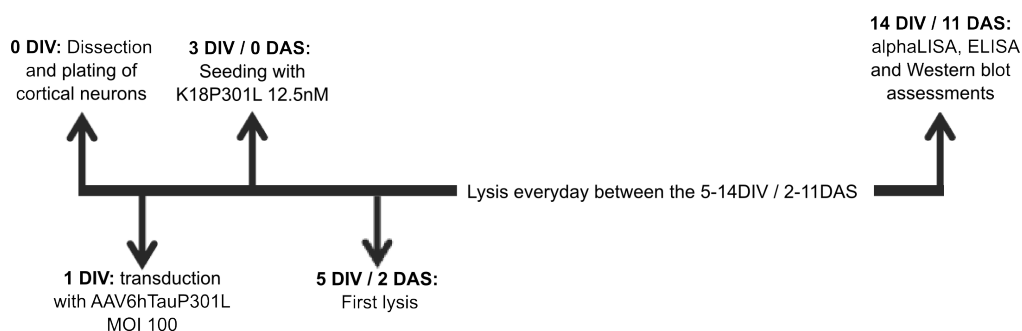 0 DIV: Dissection
and plating of
cortical neurons
3 DIV / 0 DAS:
Seeding with
K18P301L 12.5nM
14 DIV / 11 DAS:
alphaLISA, ELISA
and Western blot
assessments
Lysis everyday between the 5-14DIV / 2-11DAS
1 DIV: transduction
with AAV6hTauP301L
MOI 100
5 DIV / 2 DAS:
First lysis